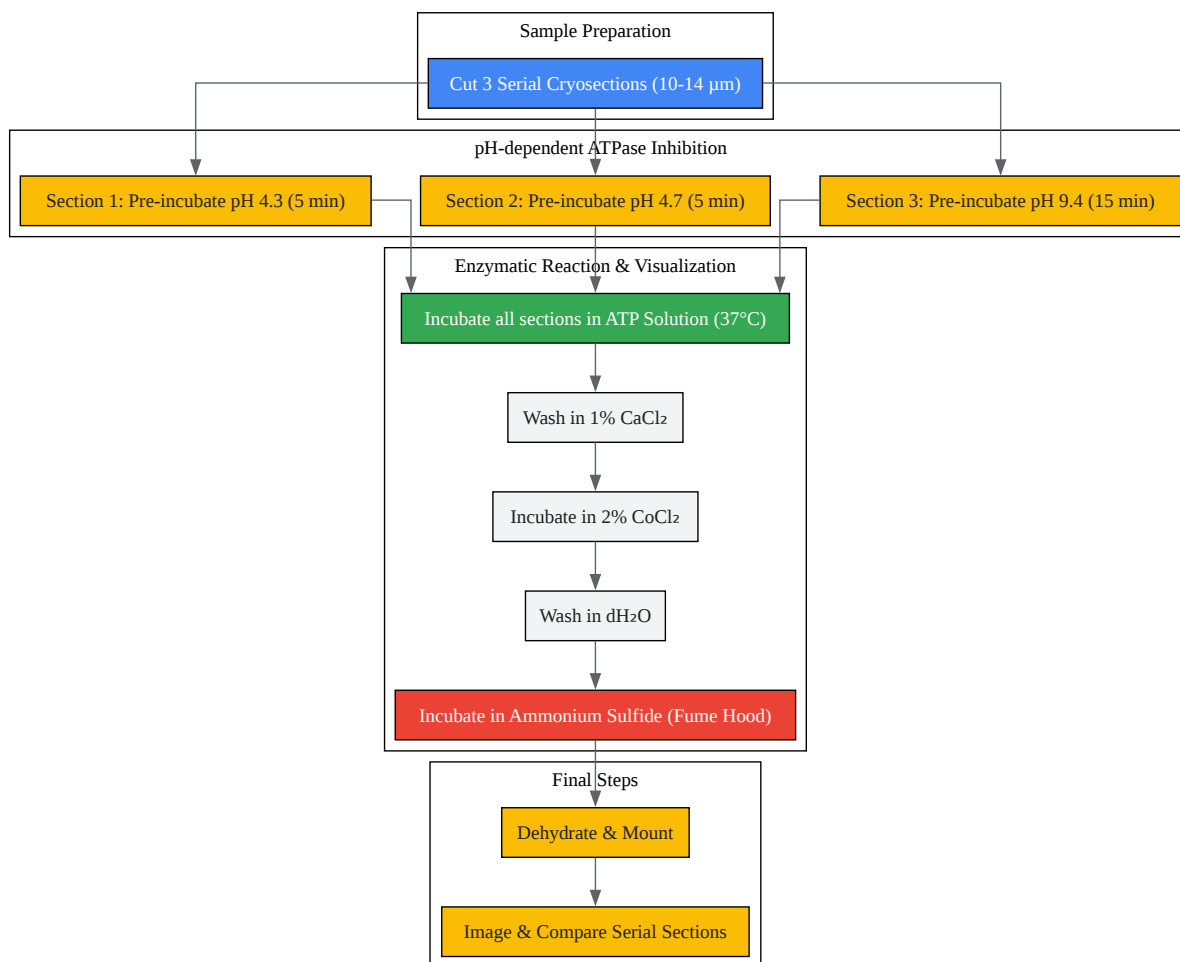 Sample Preparation
Cut 3 Serial Cryosections (10-14 µm)
pH-dependent ATPase Inhibition
Section 1: Pre-incubate pH 4.3 (5 min)
Section 2: Pre-incubate pH 4.7 (5 min)
Section 3: Pre-incubate pH 9.4 (15 min)
Enzymatic Reaction & Visualization
Incubate all sections in ATP Solution (37°C)
Wash in 1% CaCl₂
Incubate in 2% CoCl₂
Wash in dH₂O
Incubate in Ammonium Sulfide (Fume Hood)
Final Steps
Dehydrate & Mount
Image & Compare Serial Sections